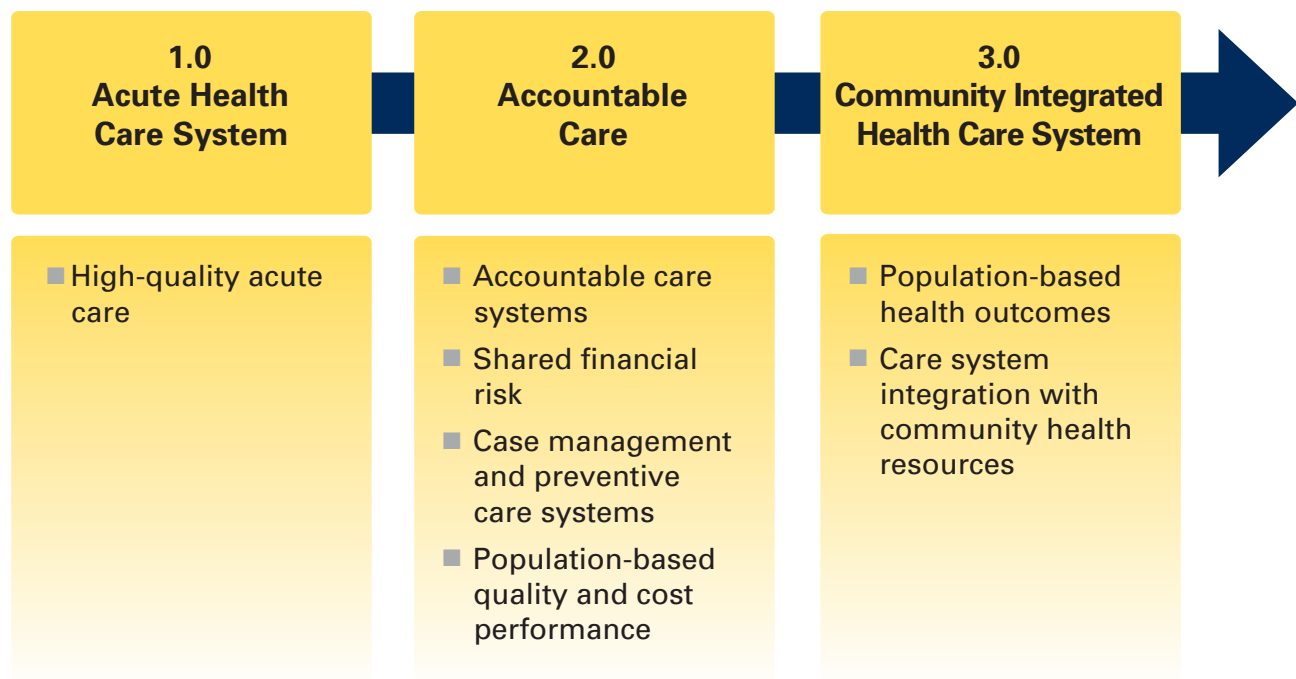 1.0
Acute Health
Care System
2.0
Accountable
Care
3.0
Community Integrated
Health Care System
High-quality acute
care
Accountable care
systems
Shared financial
risk
Case management
and preventive
care systems
Population-based
quality and cost
performance
Population-based
health outcomes
Care system
integration with
community health
resources